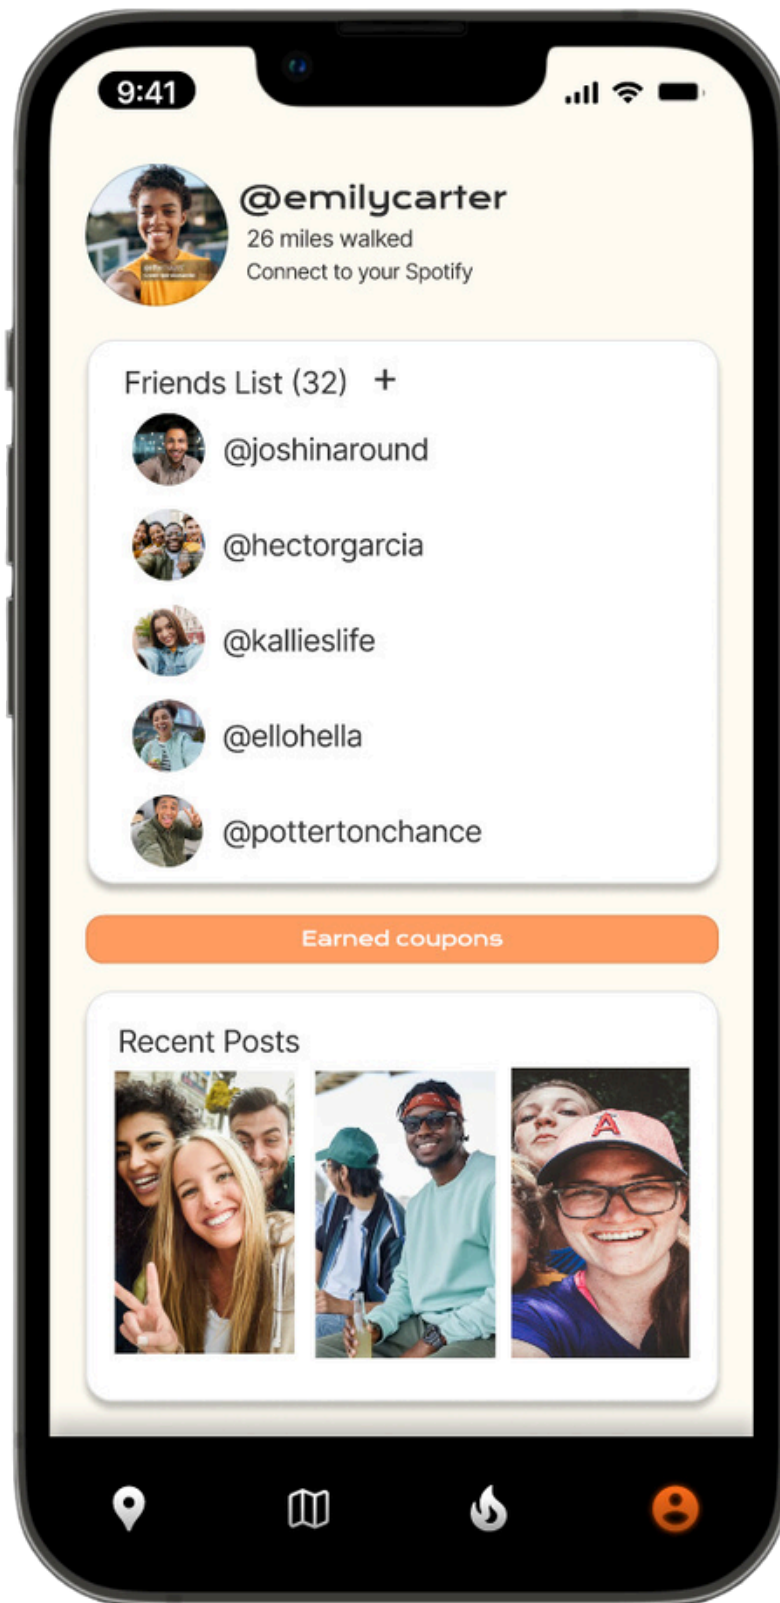 9:41
@emilycarter
26 miles walked
Connect to your Spotify
Friends List (32) +
@joshinaround
@hectorgarcia
@kallieslife
@ellohella
@pottertonchance
Earned coupons
Recent Posts
A